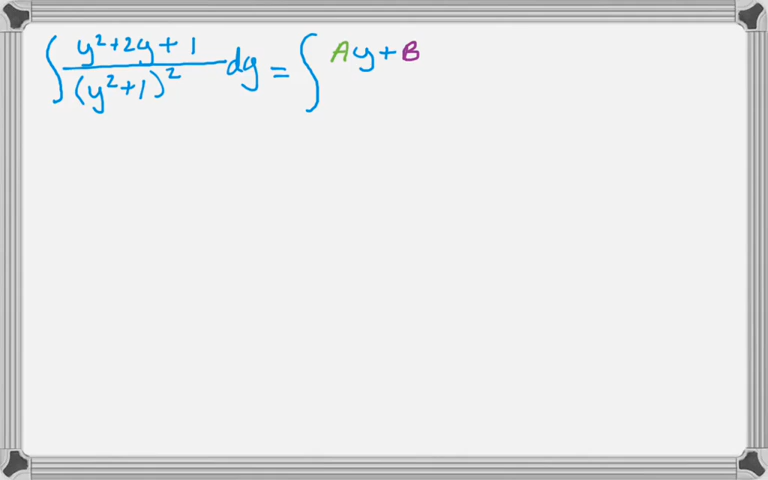 ∫ (y²+2y+1)/(y²+1)² dy = ∫ Ay+B